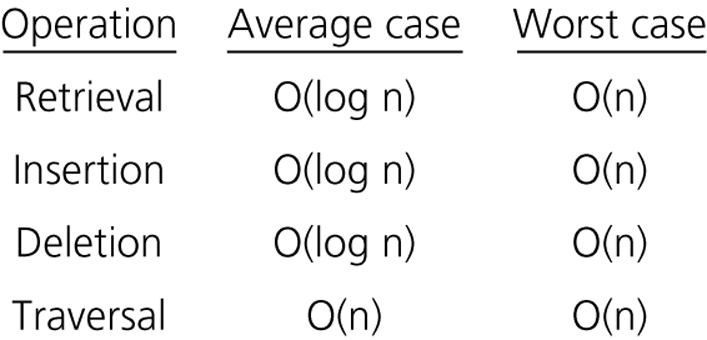 Operation Average case Worst case
Retrieval O(log n) O(n)
Insertion O(log n) O(n)
Deletion O(log n) O(n)
Traversal O(n) O(n)